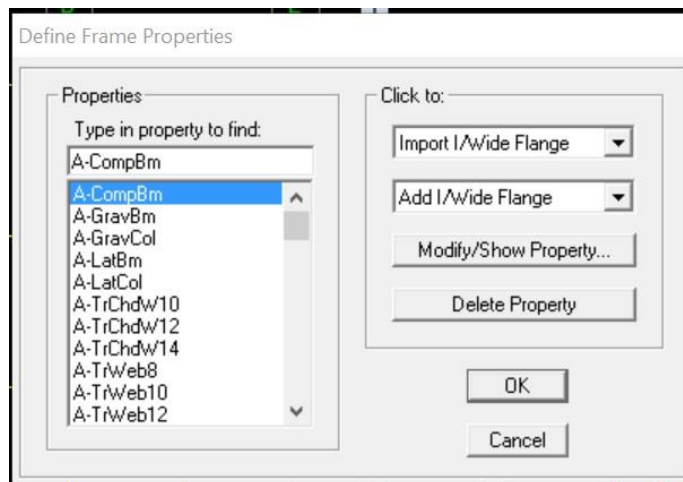 Define Frame Properties
Properties
Type in property to find:
A-CompBm
A-CompBm
A-GravBm
A-GravCol
A-LatBm
A-LatCol
A-TrChdW10
A-TrChdW12
A-TrChdW14
A-TrWeb8
A-TrWeb10
A-TrWeb12
Click to:
Import I/Wide Flange
Add I/Wide Flange
Modify/Show Property...
Delete Property
OK
Cancel